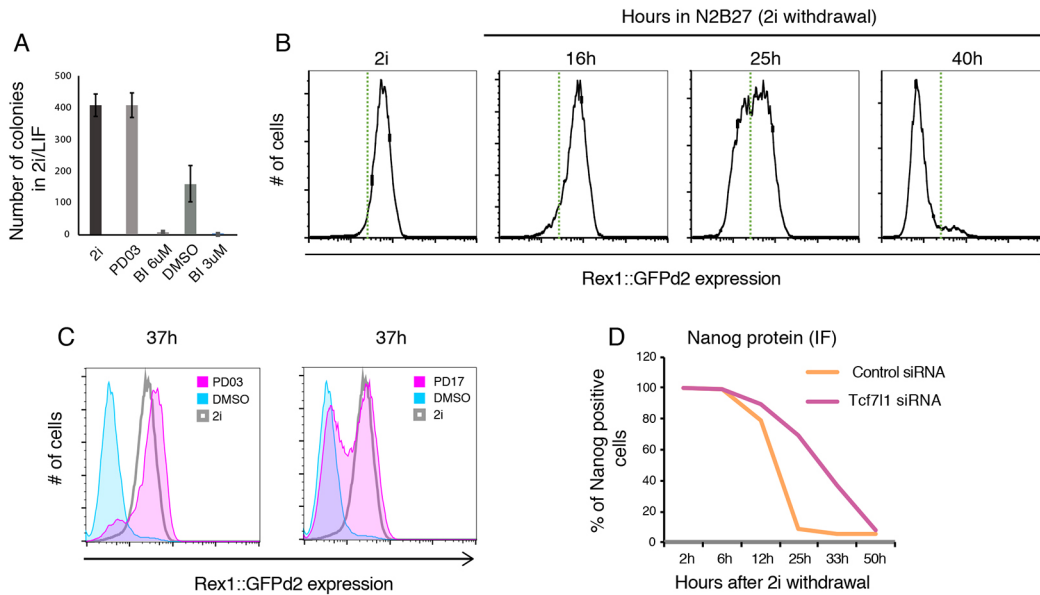 Hours in N2B27 (2i withdrawal)
A
B
2i
16h
25h
40h
Number of colonies
in 2i/LIF
500
400
300
200
100
0
2i
PD03
BI 6uM
DMSO
BI 3uM
# of cells
Rex1::GFPd2 expression
C
37h
37h
PD03
DMSO
2i
PD17
DMSO
2i
# of cells
Rex1::GFPd2 expression
D
Nanog protein (IF)
% of Nanog positive
cells
120
100
80
60
40
20
0
Control siRNA
Tcf7l1 siRNA
2h
6h
12h
25h
33h
50h
Hours after 2i withdrawal